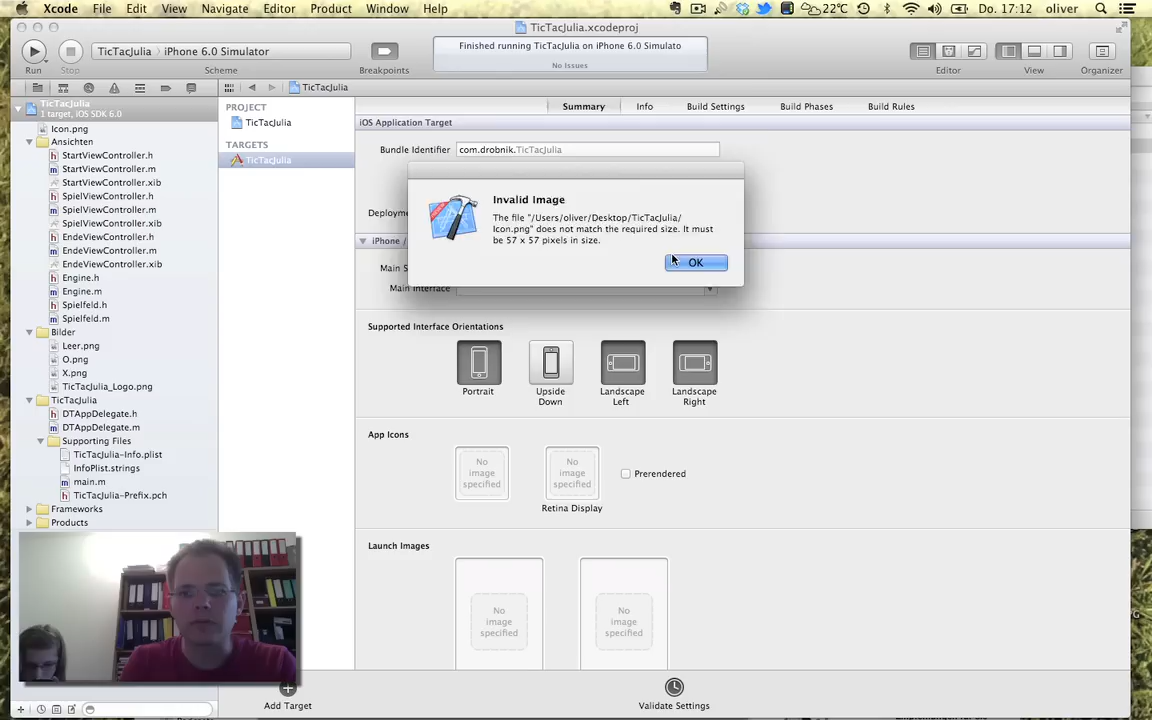 Xcode File Edit View Navigate Editor Product Window Help
22°C Do. 17:12 oliver
TicTacJulia.xcodeproj
TicTacJulia iPhone 6.0 Simulator
Finished running TicTacJulia on iPhone 6.0 Simulato
No Issues
Run Stop Scheme Breakpoints Editor View Organizer
TicTacJulia
TicTacJulia
1 target, iOS SDK 6.0
Icon.png
Ansichten
StartViewController.h
StartViewController.m
StartViewController.xib
SpielViewController.h
SpielViewController.m
SpielViewController.xib
EndeViewController.h
EndeViewController.m
EndeViewController.xib
Engine.h
Engine.m
Spielfeld.h
Spielfeld.m
Bilder
Leer.png
O.png
X.png
TicTacJulia_Logo.png
TicTacJulia
DTAppDelegate.h
DTAppDelegate.m
Supporting Files
TicTacJulia-Info.plist
InfoPlist.strings
main.m
TicTacJulia-Prefix.pch
Frameworks
Products
PROJECT
TicTacJulia
TARGETS
TicTacJulia
Summary Info Build Settings Build Phases Build Rules
iOS Application Target
Bundle Identifier com.drobnik.TicTacJulia
Deployme
iPhone /
Main S
Main Interface
Invalid Image
The file "/Users/oliver/Desktop/TicTacJulia/
Icon.png" does not match the required size. It must
be 57 x 57 pixels in size.
OK
Supported Interface Orientations
Portrait
Upside
Down
Landscape
Left
Landscape
Right
App Icons
No
image
specified
No
image
specified
Prerendered
Retina Display
Launch Images
No
image
specified
No
image
specified
Add Target
Validate Settings